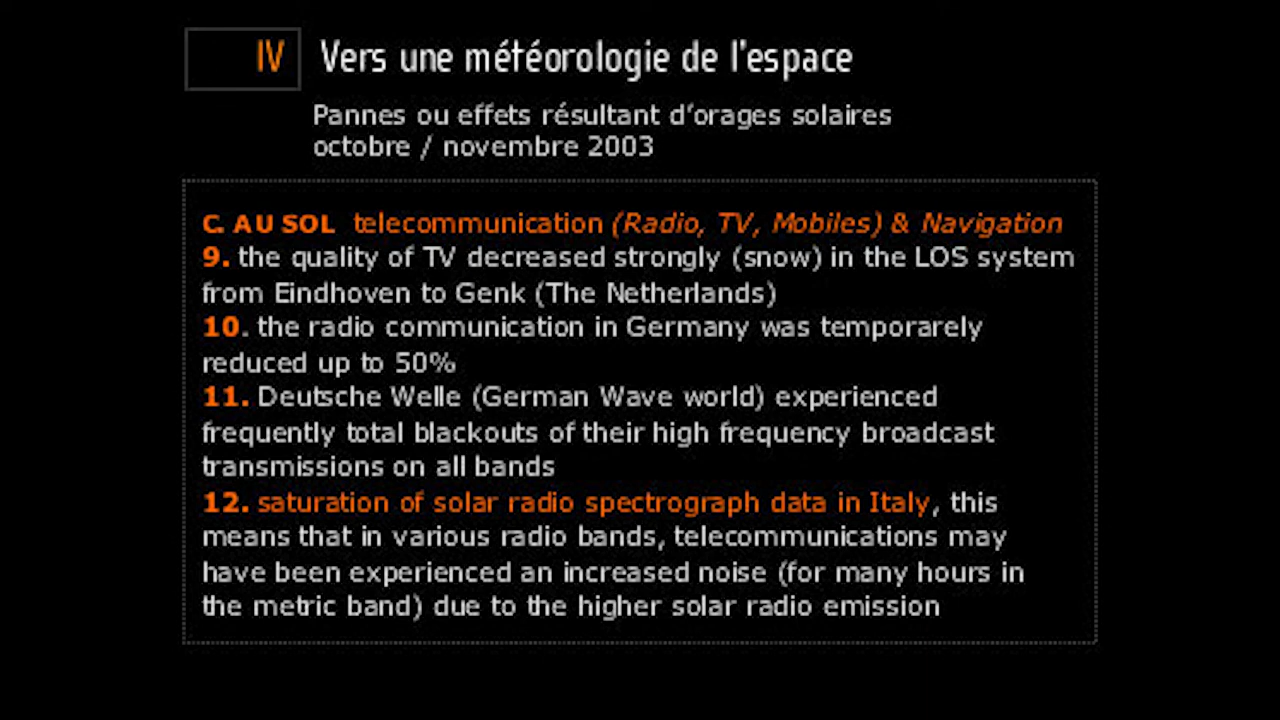 IV Vers une météorologie de l'espace
Pannes ou effets résultant d'orages solaires
octobre / novembre 2003
C. AU SOL telecommunication (Radio, TV, Mobiles) & Navigation
9. the quality of TV decreased strongly (snow) in the LOS system
from Eindhoven to Genk (The Netherlands)
10. the radio communication in Germany was temporarely
reduced up to 50%
11. Deutsche Welle (German Wave world) experienced
frequently total blackouts of their high frequency broadcast
transmissions on all bands
12. saturation of solar radio spectrograph data in Italy, this
means that in various radio bands, telecommunications may
have been experienced an increased noise (for many hours in
the metric band) due to the higher solar radio emission